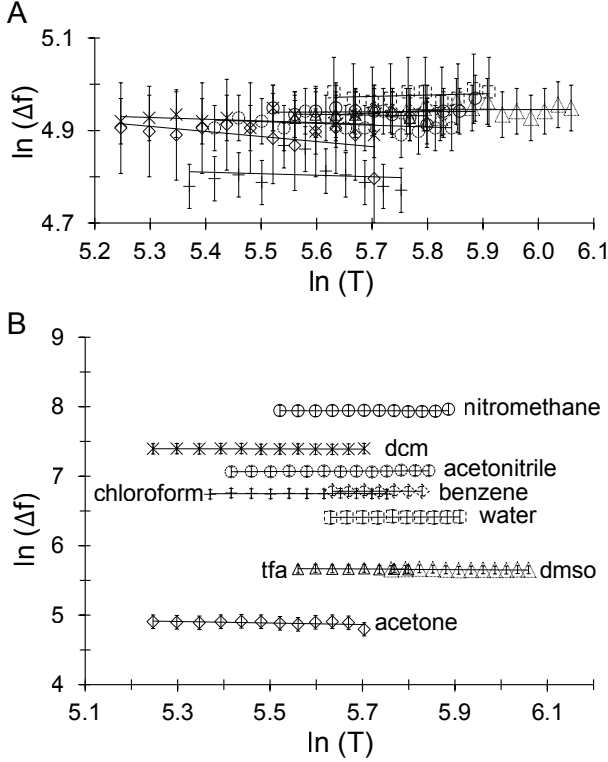 A
5.1
4.9
4.7
ln (Δf)
5.2 5.3 5.4 5.5 5.6 5.7 5.8 5.9 6.0 6.1
ln (T)
B
9
8
7
6
5
4
ln (Δf)
nitromethane
dcm
acetonitrile
chloroform
benzene
water
tfa
dmso
acetone
5.1 5.3 5.5 5.7 5.9 6.1
ln (T)